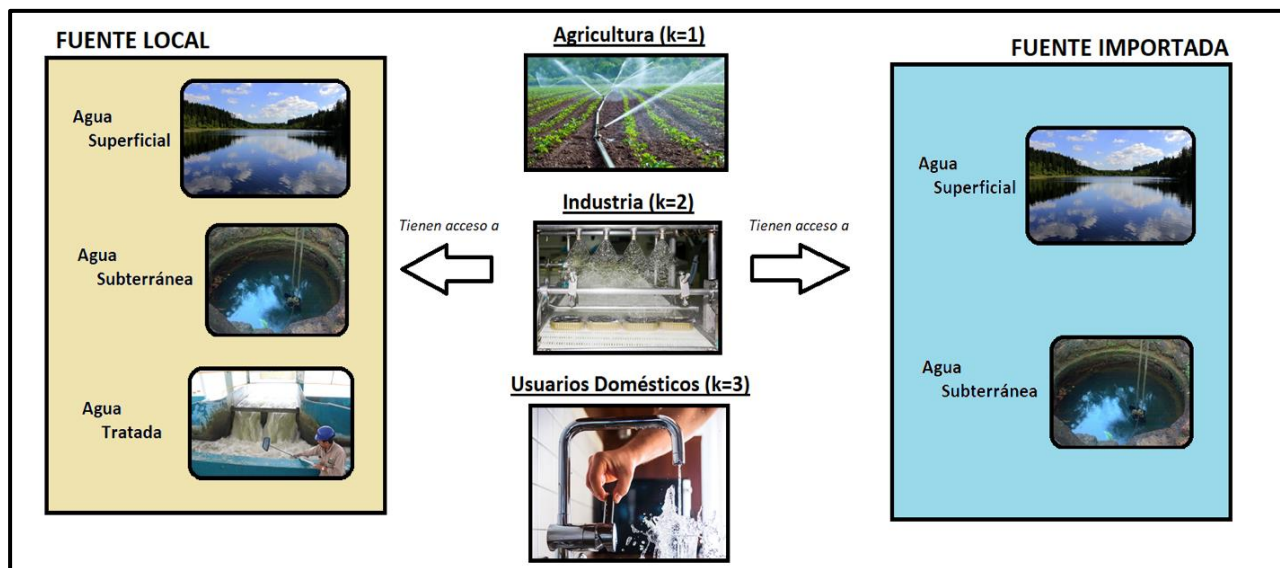 FUENTE LOCAL
Agua
Superficial
Agua
Subterránea
Agua
Tratada
Agricultura (k=1)
Industria (k=2)
Tienen acceso a
Tienen acceso a
Usuarios Domésticos (k=3)
FUENTE IMPORTADA
Agua
Superficial
Agua
Subterránea